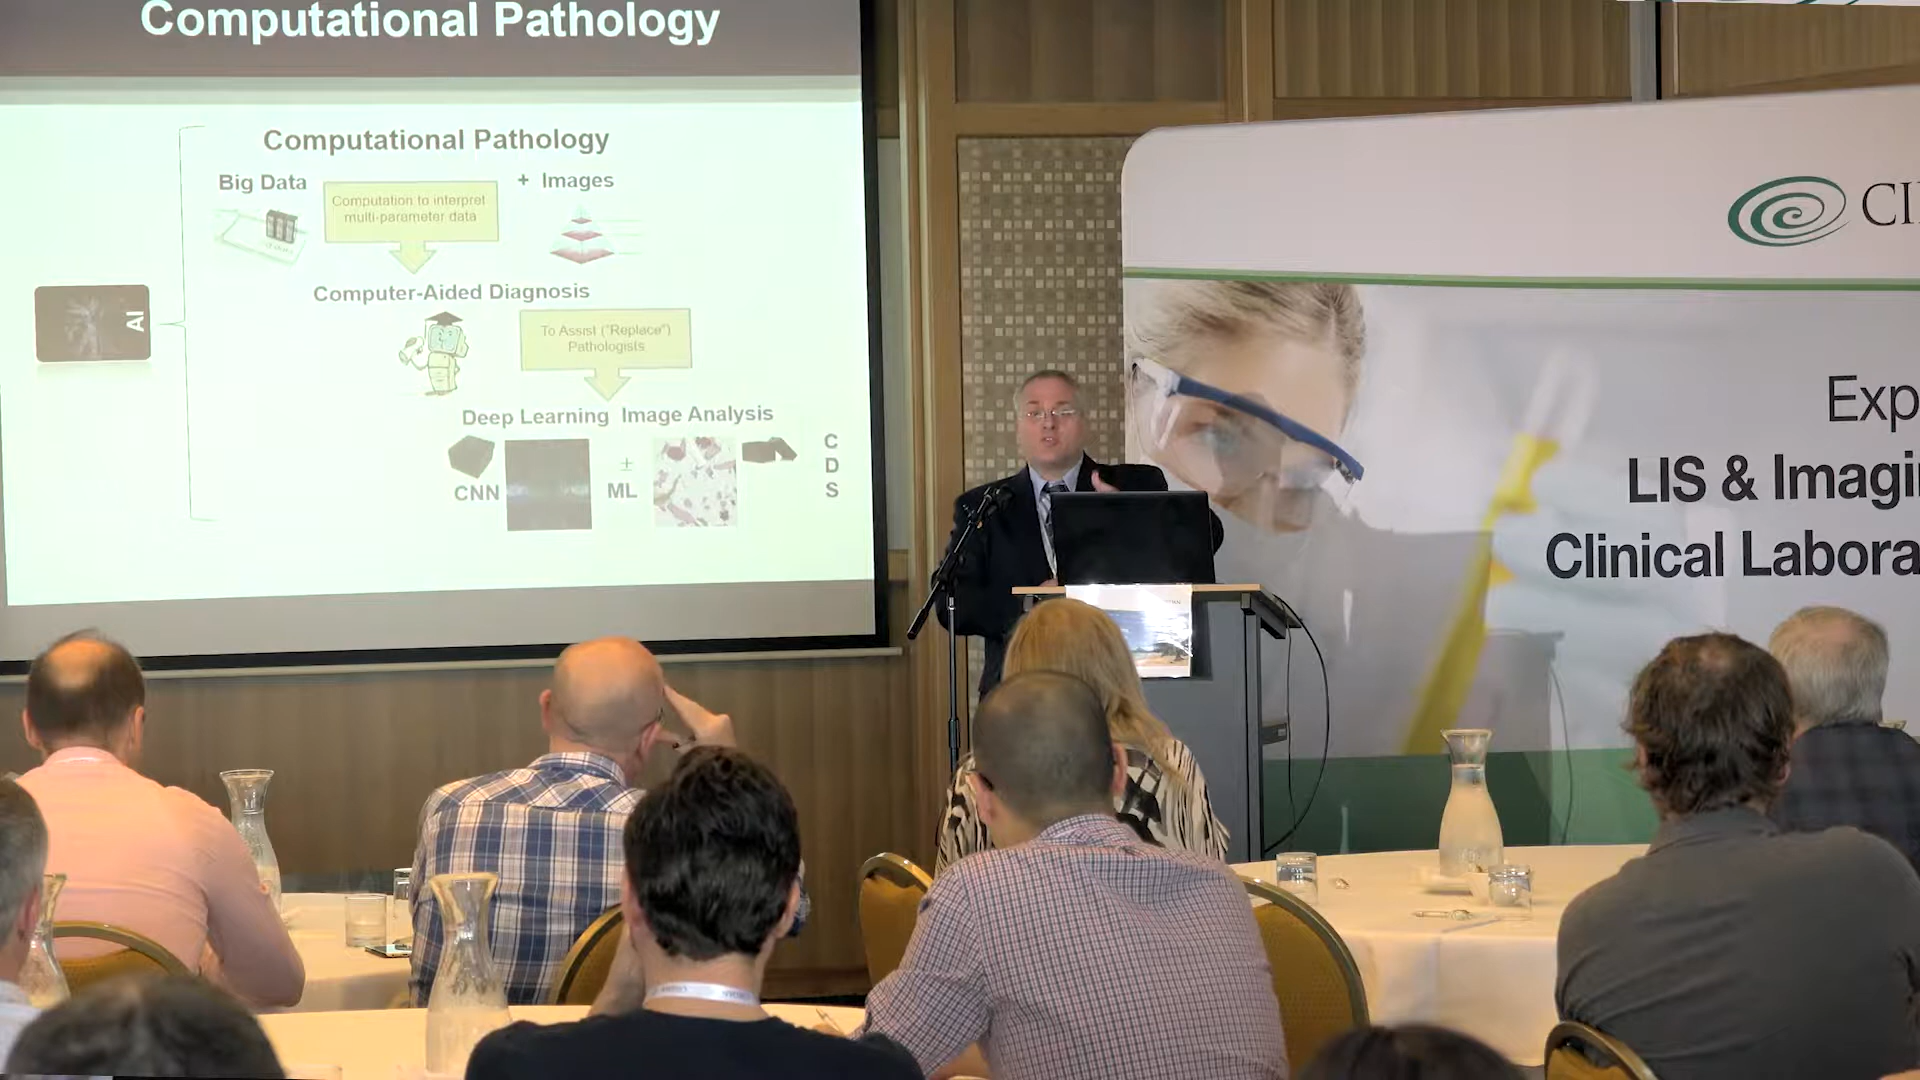 Computational Pathology
Computational Pathology
Big Data
Computation to interpret
multi-parameter data
+ Images
Computer-Aided Diagnosis
AI
To Assist ("Replace")
Pathologists
Deep Learning Image Analysis
CNN
±
ML
C
D
S
CI
Exp
LIS & Imagi
Clinical Labora